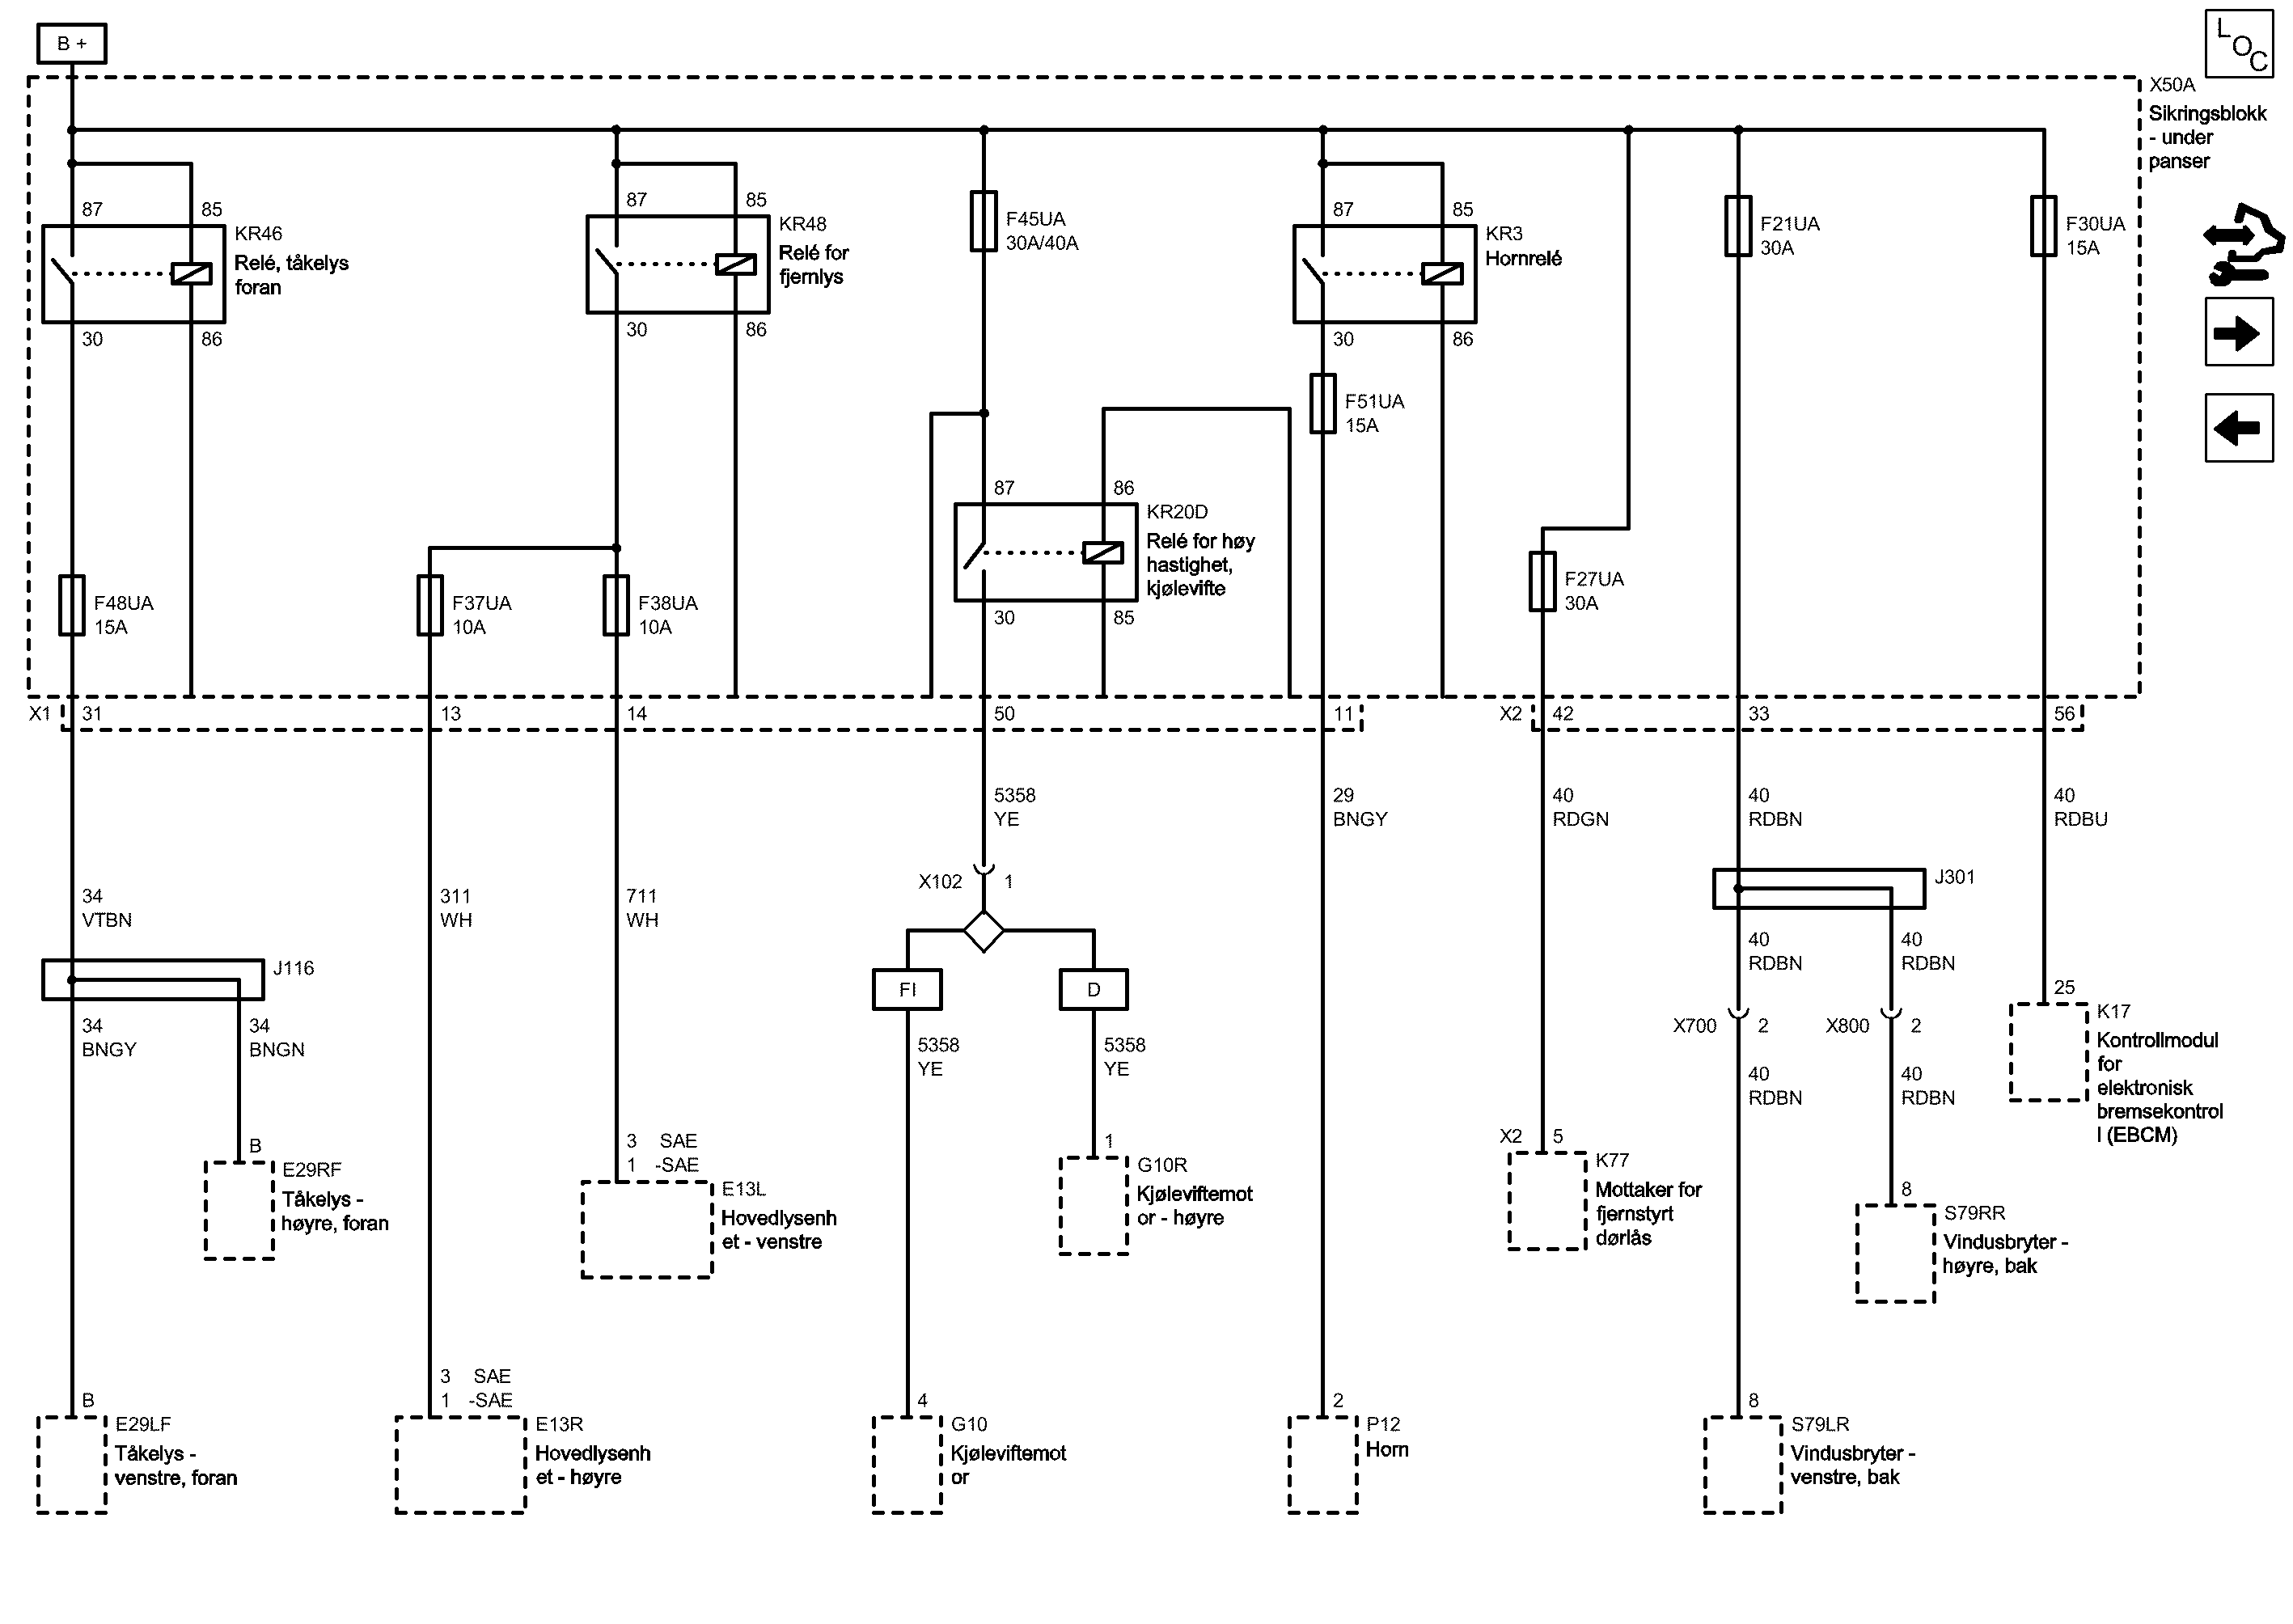 B +
L
O
C
X50A
Sikringsblokk
- under
panser
87
85
KR46
Relé, tåkelys
foran
30
86
87
85
KR48
Relé for
fjernlys
30
86
F45UA
30A/40A
87
85
KR3
Hornrelé
30
86
F21UA
30A
F30UA
15A
F51UA
15A
87
86
KR20D
Relé for høy
hastighet,
kjølevifte
30
85
F27UA
30A
F48UA
15A
F37UA
10A
F38UA
10A
X1
31
13
14
50
11
X2
42
33
56
5358
YE
29
BNGY
40
RDGN
40
RDBN
40
RDBU
34
VTBN
311
WH
711
WH
X102
1
J301
J116
FI
D
40
RDBN
40
RDBN
34
BNGY
34
BNGN
5358
YE
5358
YE
X700
2
X800
2
25
K17
Kontrollmodul
for
elektronisk
bremsekontrol
l (EBCM)
40
RDBN
40
RDBN
B
E29RF
Tåkelys -
høyre, foran
3 SAE
1 -SAE
E13L
Hovedlysenh
et - venstre
1
G10R
Kjøleviftemot
or - høyre
X2
5
K77
Mottaker for
fjernstyrt
dørlås
8
S79RR
Vindusbryter -
høyre, bak
B
E29LF
Tåkelys -
venstre, foran
3 SAE
1 -SAE
E13R
Hovedlysenh
et - høyre
4
G10
Kjøleviftemot
or
2
P12
Horn
8
S79LR
Vindusbryter -
venstre, bak